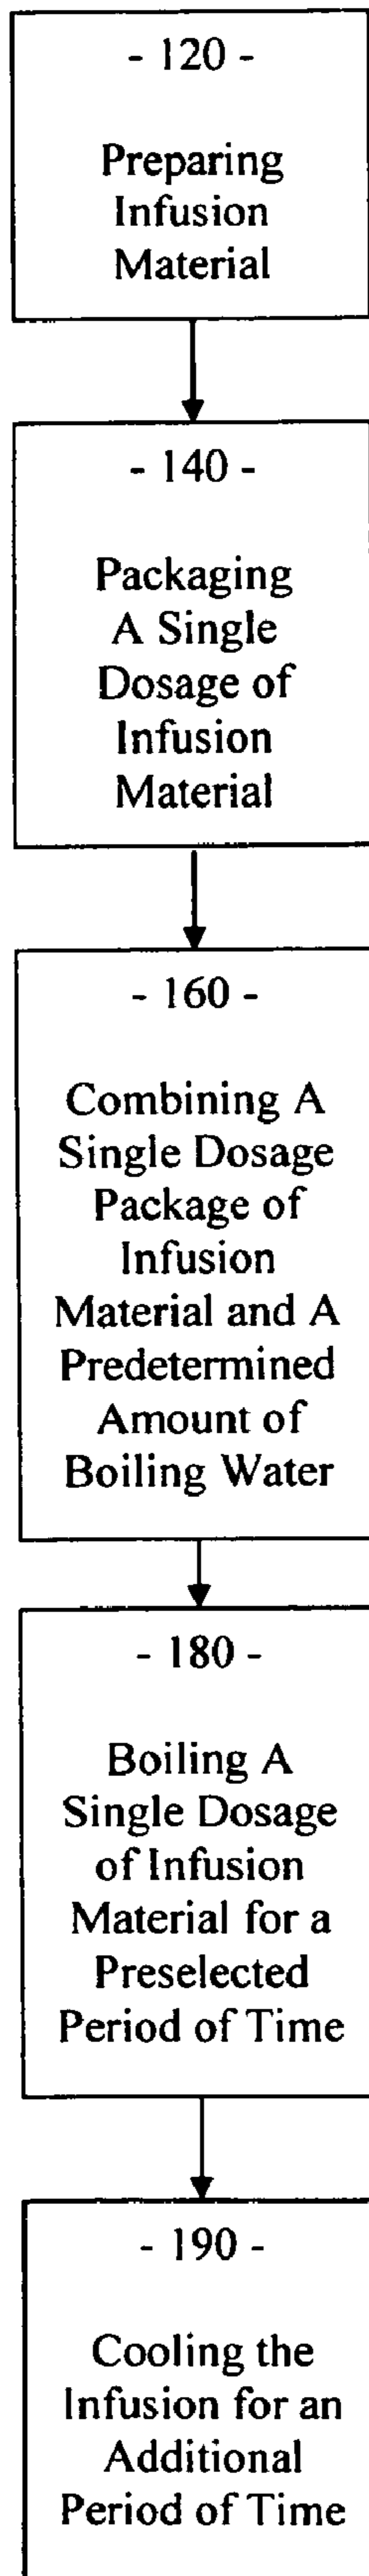 - 120 -
Preparing
Infusion
Material
- 140 -
Packaging
A Single
Dosage of
Infusion
Material
- 160 -
Combining A
Single Dosage
Package of
Infusion
Material and A
Predetermined
Amount of
Boiling Water
- 180 -
Boiling A
Single Dosage
of Infusion
Material for a
Preselected
Period of Time
- 190 -
Cooling the
Infusion for an
Additional
Period of Time